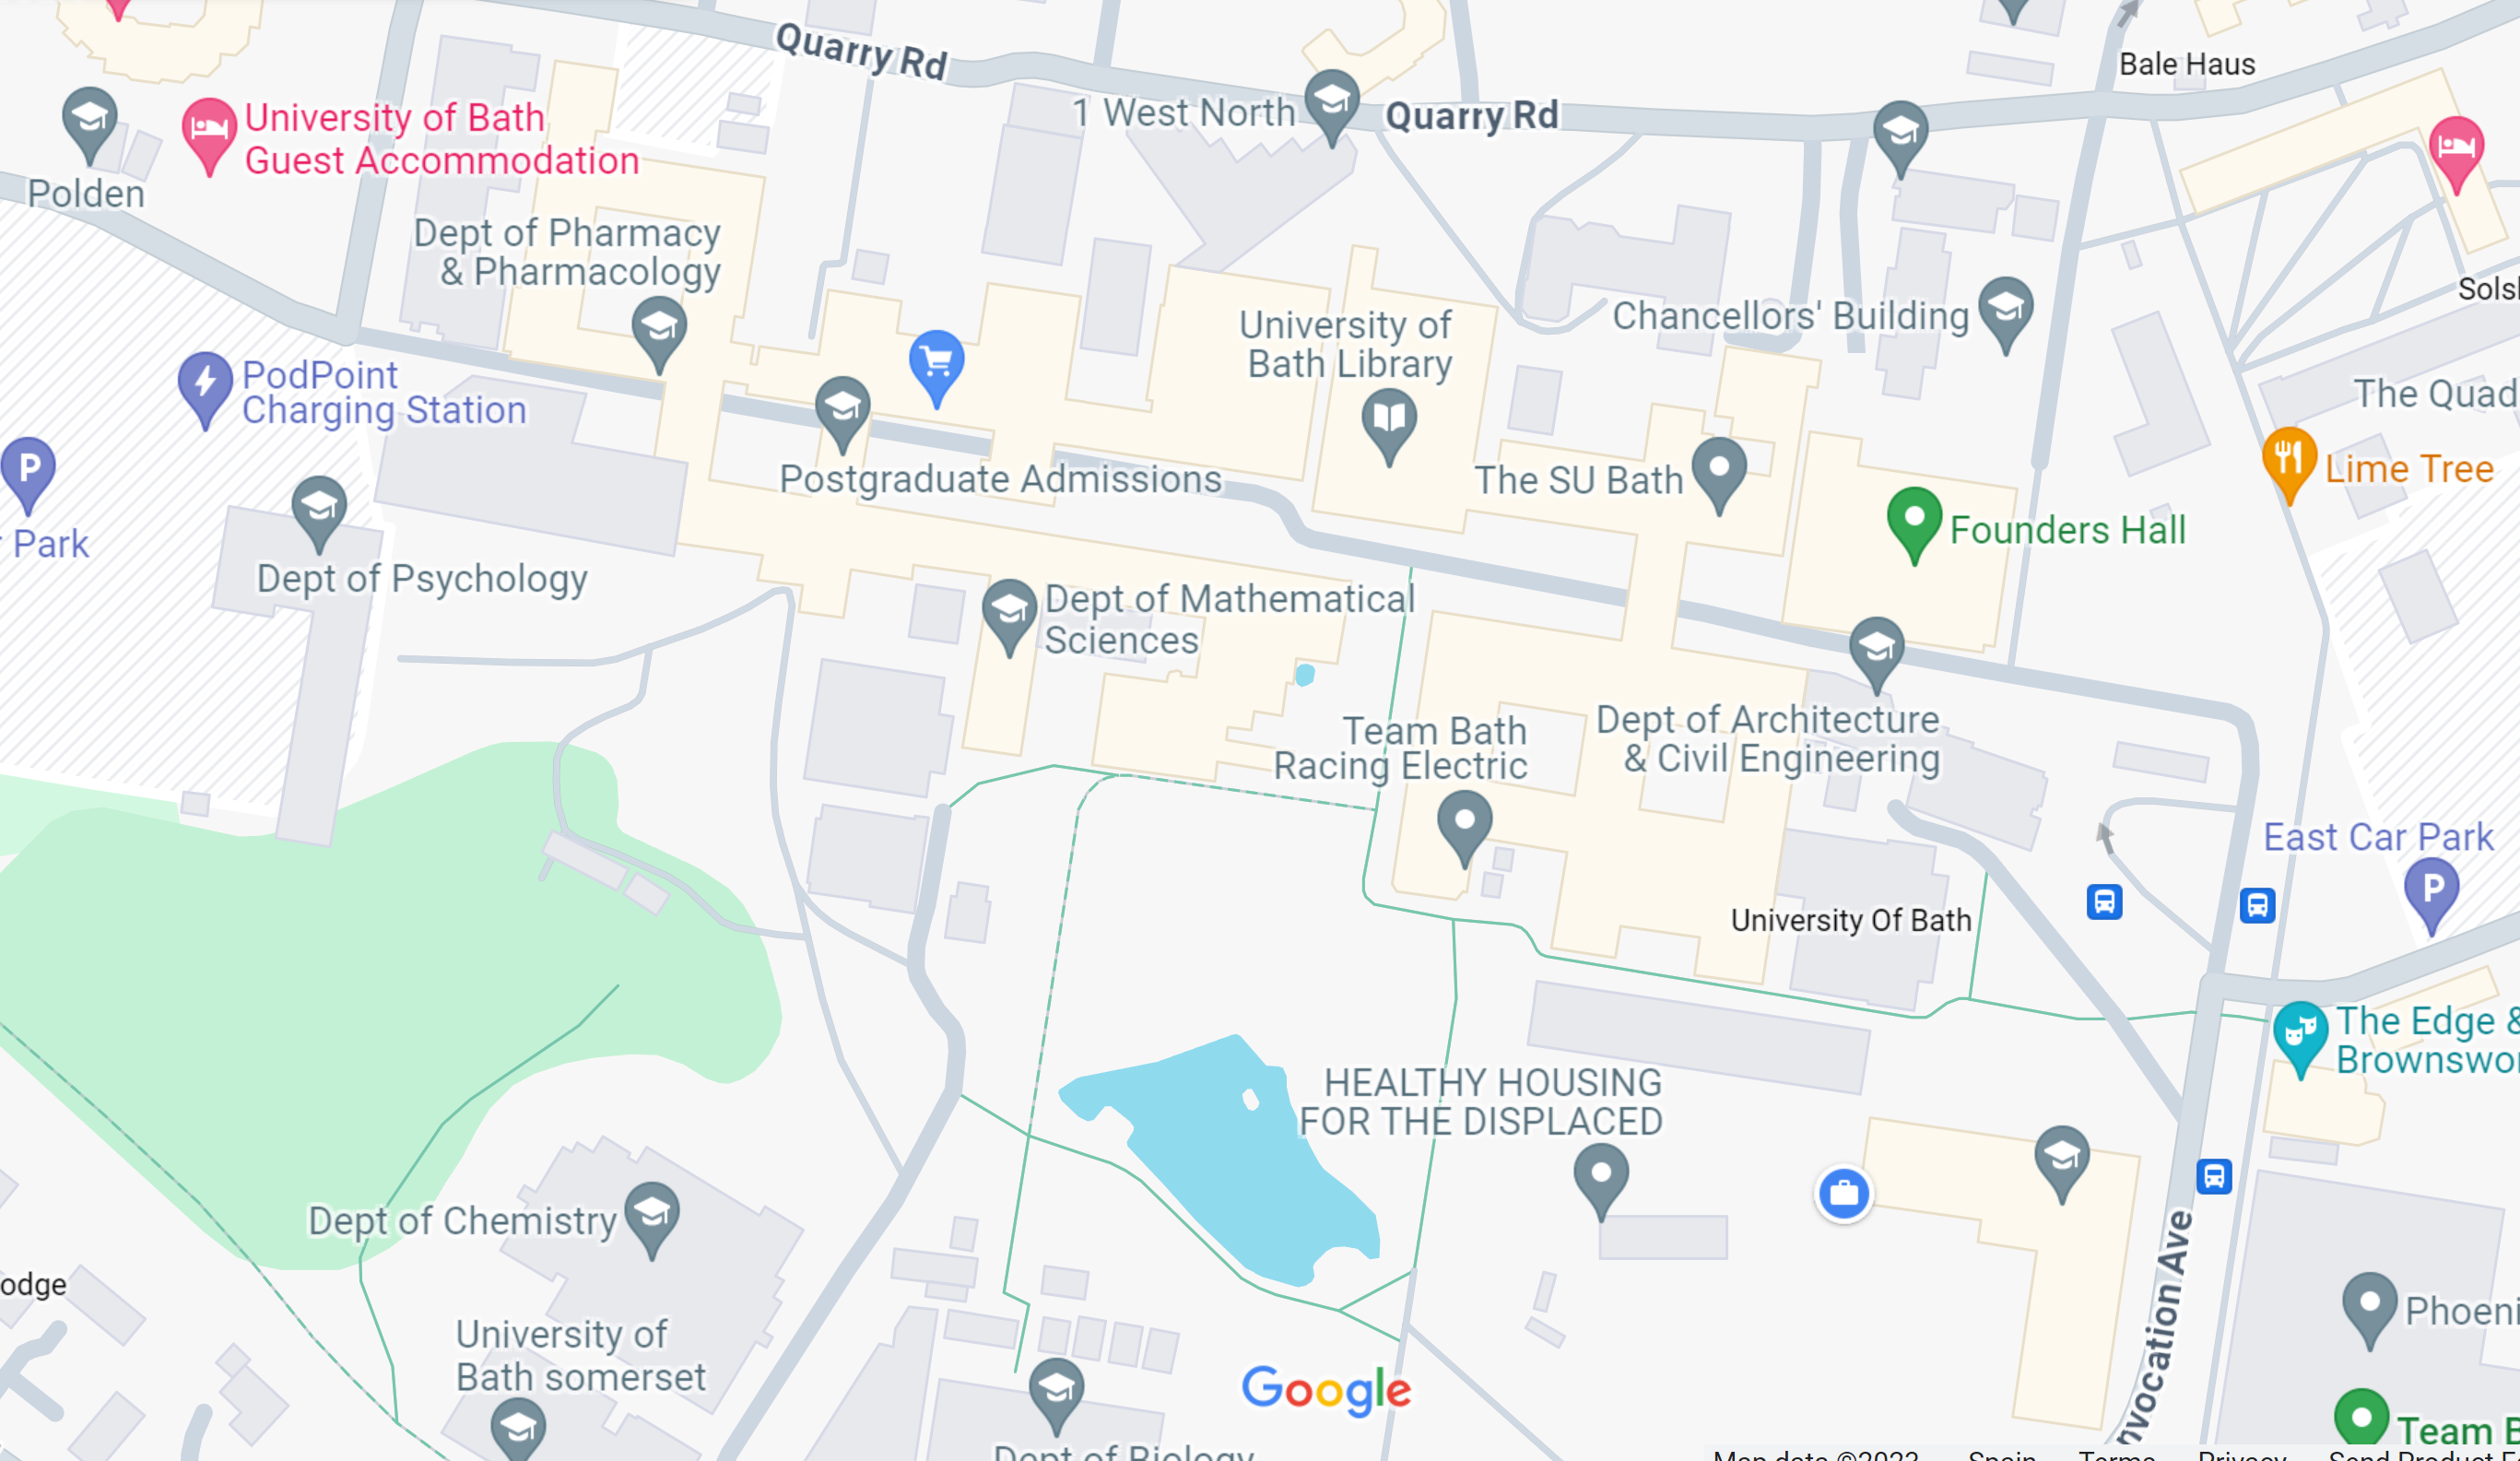 Quarry Rd
Bale Haus
1 West North
Quarry Rd
University of Bath
Guest Accommodation
Polden
Dept of Pharmacy
& Pharmacology
University of
Bath Library
Chancellors' Building
Sols
PodPoint
Charging Station
The Quad
Postgraduate Admissions
The SU Bath
Lime Tree
Founders Hall
P
Park
Dept of Psychology
Dept of Mathematical
Sciences
Team Bath
Racing Electric
Dept of Architecture
& Civil Engineering
East Car Park
P
University Of Bath
The Edge &
Brownswo
HEALTHY HOUSING
FOR THE DISPLACED
Dept of Chemistry
odge
University of
Bath somerset
Phoeni
nvocation Ave
Google
Team B
Dept of Biology
Map data ©2023 Spain Terms Privacy Send Product F